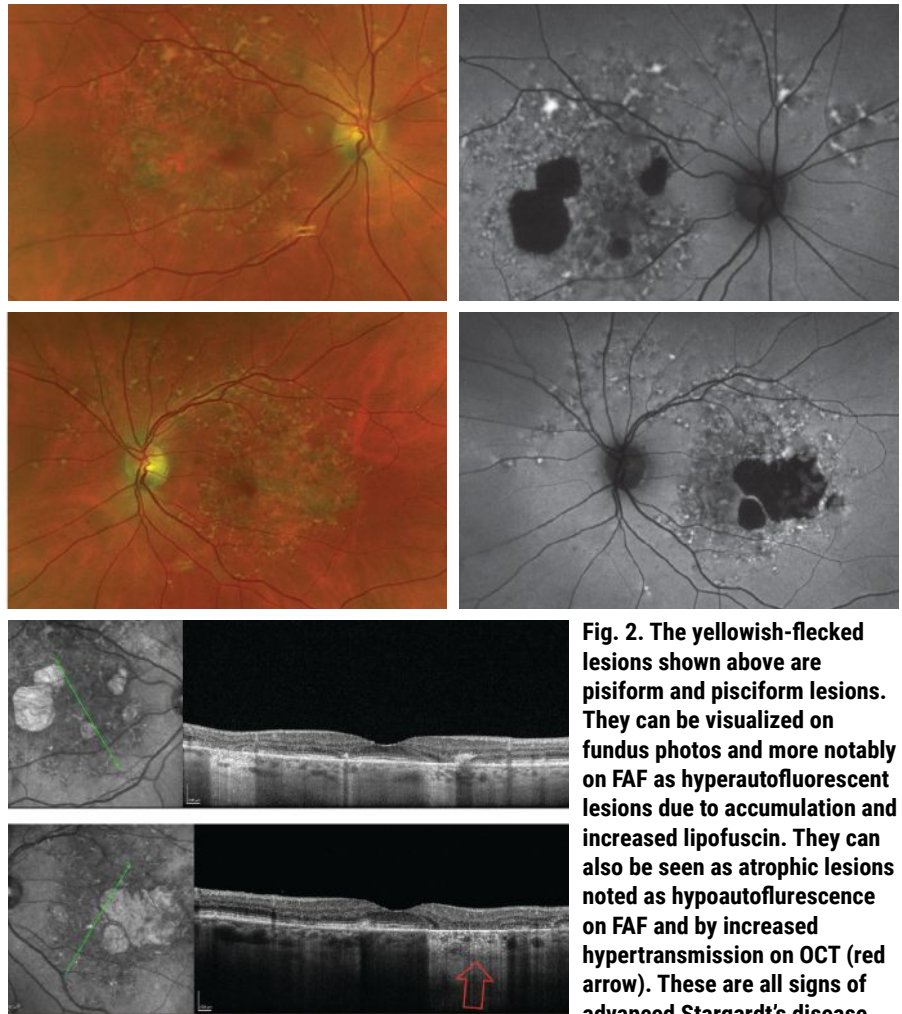 Fig. 2. The yellowish-flecked
lesions shown above are
pisiform and pisciform lesions.
They can be visualized on
fundus photos and more notably
on FAF as hyperautofluorescent
lesions due to accumulation and
increased lipofuscin. They can
also be seen as atrophic lesions
noted as hypoautoflurescence
on FAF and by increased
hypertransmission on OCT (red
arrow). These are all signs of
advanced Stargardt’s disease